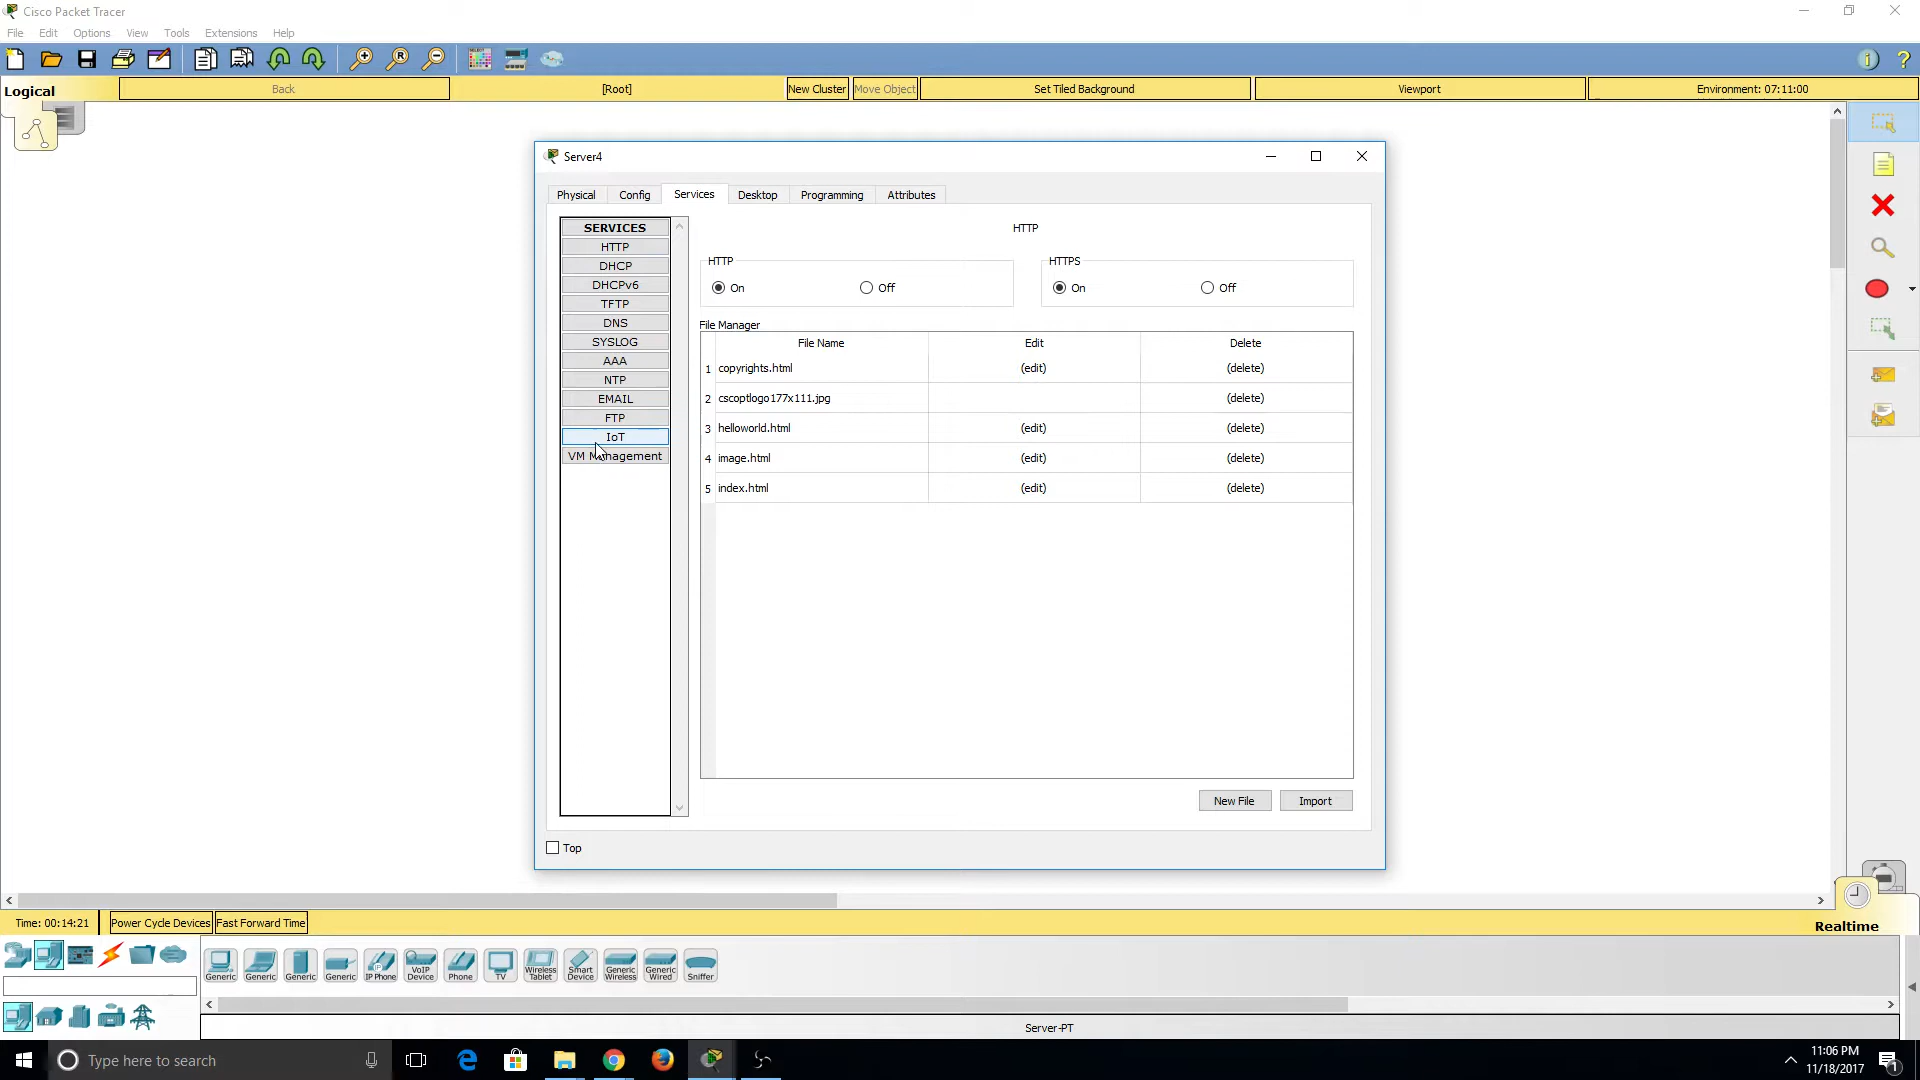 Cisco Packet Tracer
File Edit Options View Tools Extensions Help
Logical Back [Root] New Cluster Move Object Set Tiled Background Viewport Environment: 07:11:00
Server4
Physical Config Services Desktop Programming Attributes
SERVICES
HTTP
DHCP
DHCPv6
TFTP
DNS
SYSLOG
AAA
NTP
EMAIL
FTP
IoT
VM Management
HTTP
HTTP HTTPS
On Off On Off
File Manager
File Name Edit Delete
1 copyrights.html (edit) (delete)
2 cscoptlogo177x111.jpg (delete)
3 helloworld.html (edit) (delete)
4 image.html (edit) (delete)
5 index.html (edit) (delete)
New File Import
Top
Time: 00:14:21 Power Cycle Devices Fast Forward Time Realtime
Generic Generic Generic Generic IP Phone VoIP Device Phone TV Wireless Tablet Smart Device Generic Wireless Generic Wired Sniffer
Server-PT
Type here to search
11:06 PM
11/18/2017
1